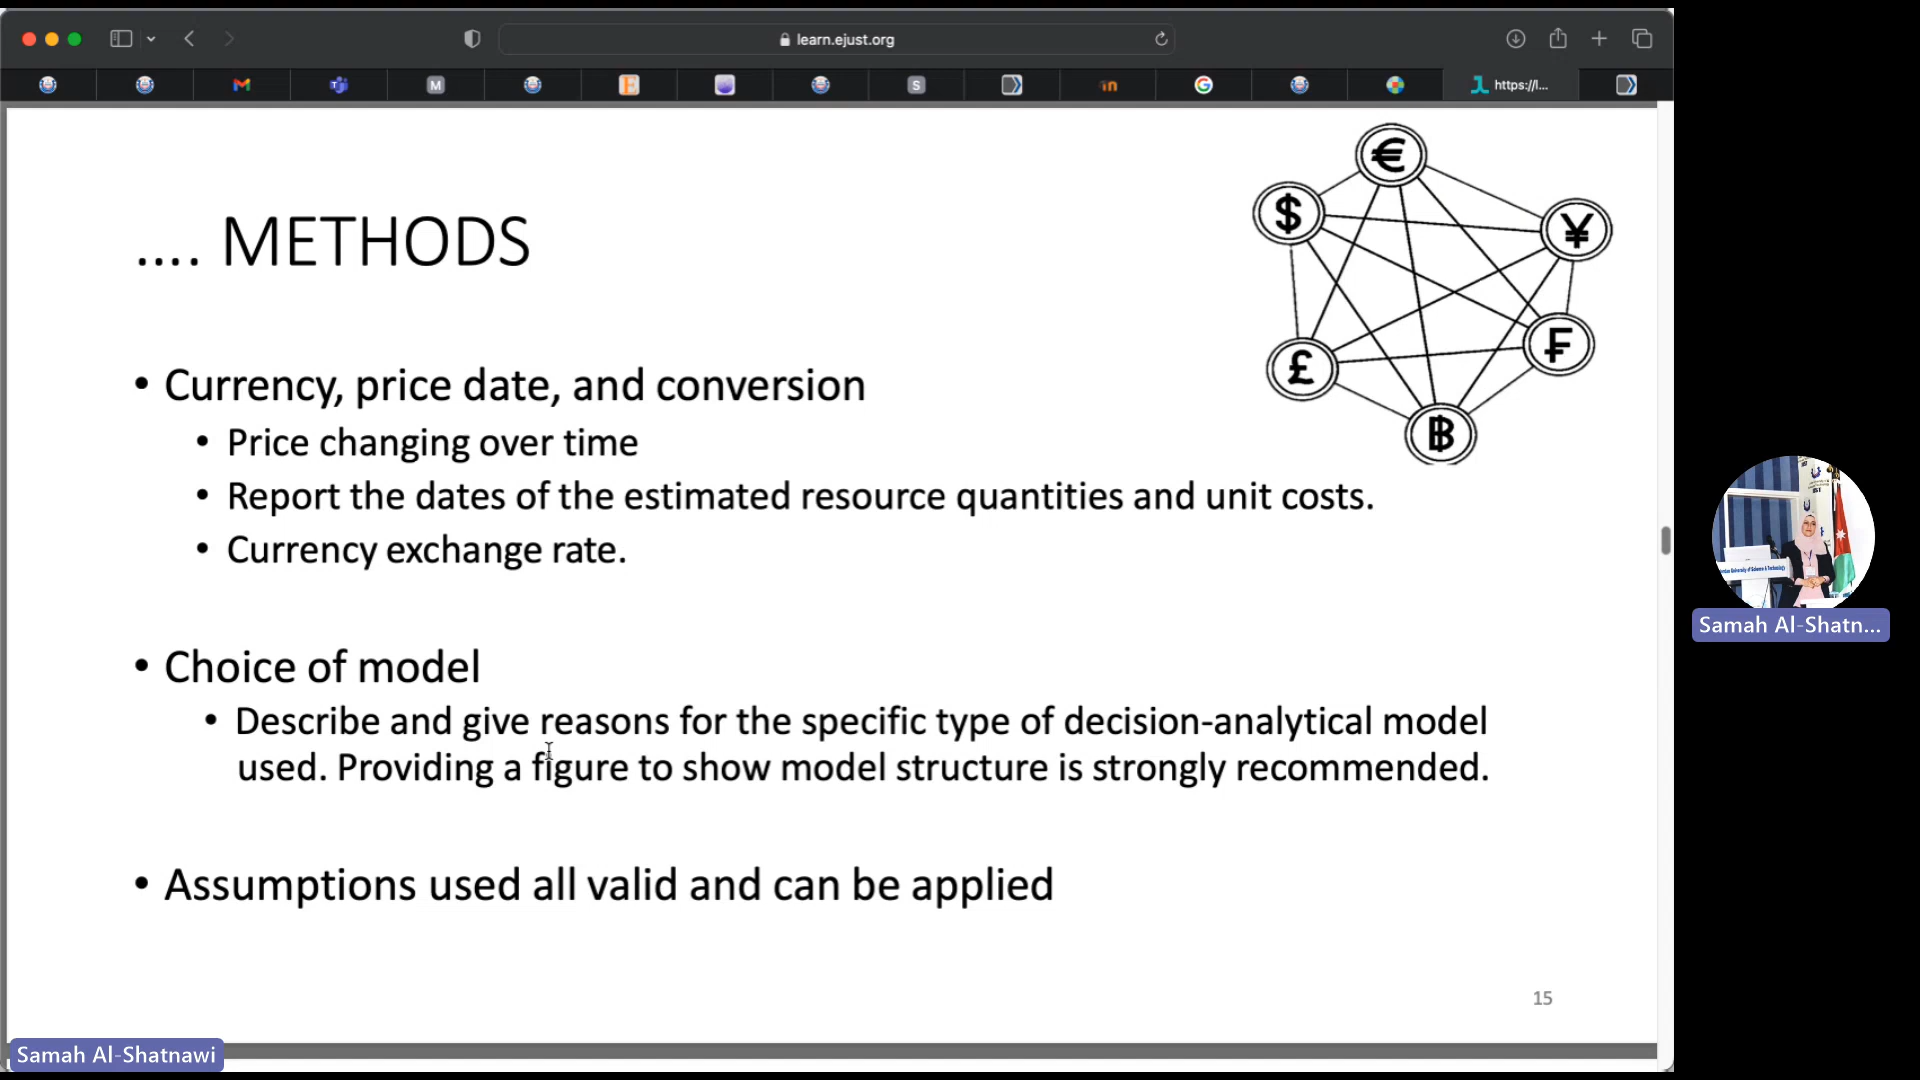 learn.ejust.org
M
S
in
https://l...
.... METHODS
€
$
¥
£
₣
฿
• Currency, price date, and conversion
• Price changing over time
• Report the dates of the estimated resource quantities and unit costs.
• Currency exchange rate.
• Choice of model
• Describe and give reasons for the specific type of decision-analytical model
used. Providing a figure to show model structure is strongly recommended.
• Assumptions used all valid and can be applied
15
Samah Al-Shatn...
Samah Al-Shatnawi